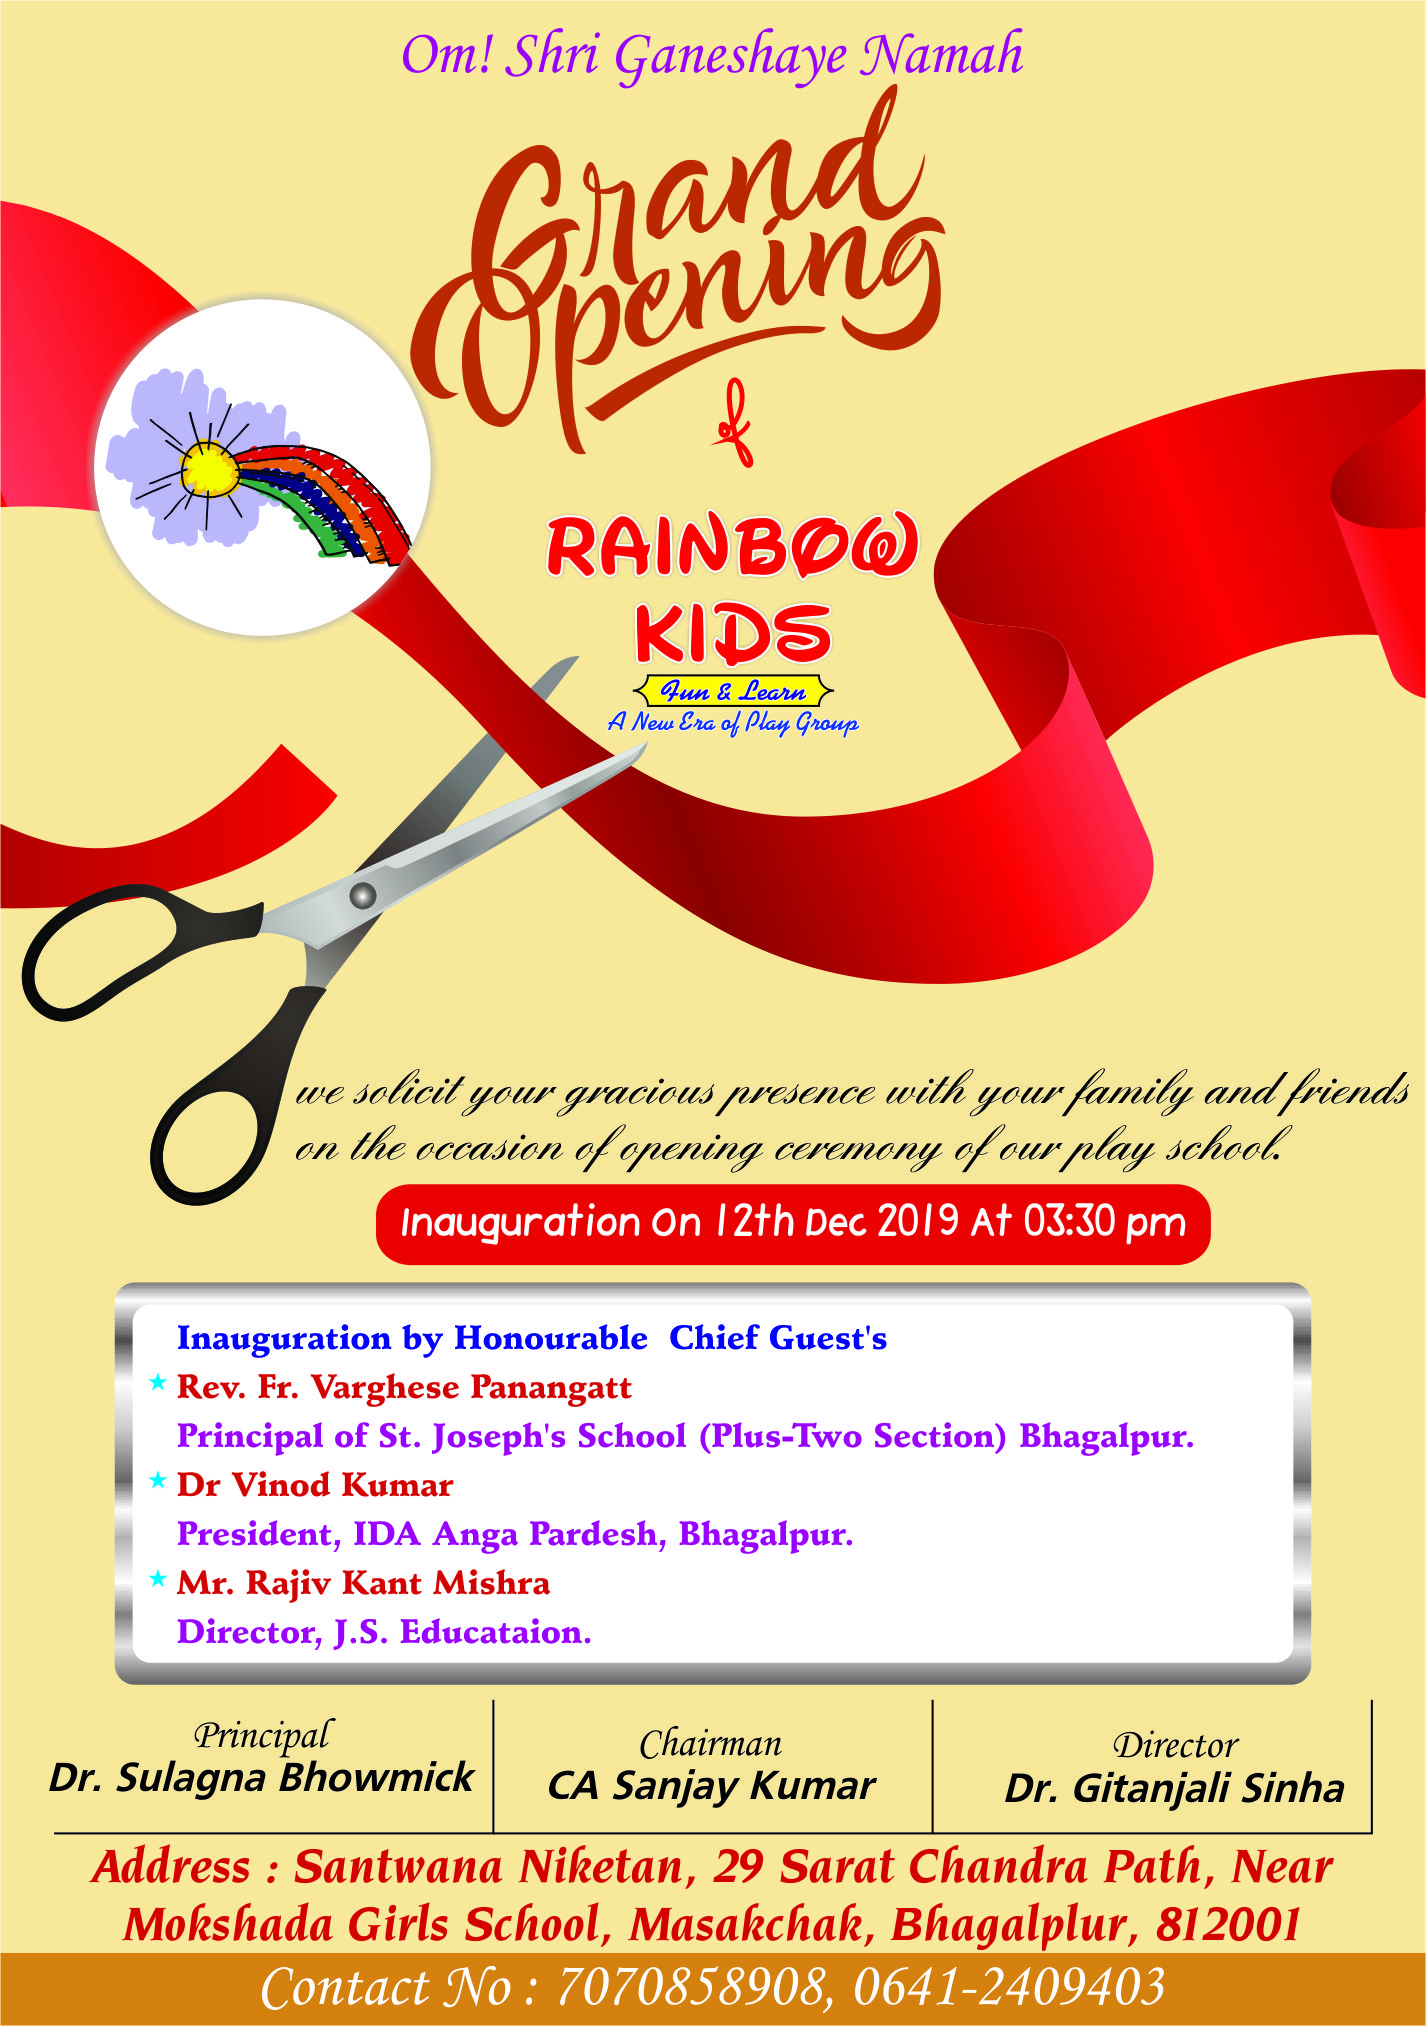 Om! Shri Ganeshaye Namah
Grand
Opening
of
RAINBOW
KIDS
Fun & Learn
A New Era of Play Group
we solicit your gracious presence with your family and friends
on the occasion of opening ceremony of our play school.
Inauguration On 12th Dec 2019 At 03:30 pm
Inauguration by Honourable Chief Guest's
★ Rev. Fr. Varghese Panangatt
Principal of St. Joseph's School (Plus-Two Section) Bhagalpur.
★ Dr Vinod Kumar
President, IDA Anga Pardesh, Bhagalpur.
★ Mr. Rajiv Kant Mishra
Director, J.S. Educataion.
Principal
Dr. Sulagna Bhowmick
Chairman
CA Sanjay Kumar
Director
Dr. Gitanjali Sinha
Address : Santwana Niketan, 29 Sarat Chandra Path, Near
Mokshada Girls School, Masakchak, Bhagalplur, 812001
Contact No : 7070858908, 0641-2409403